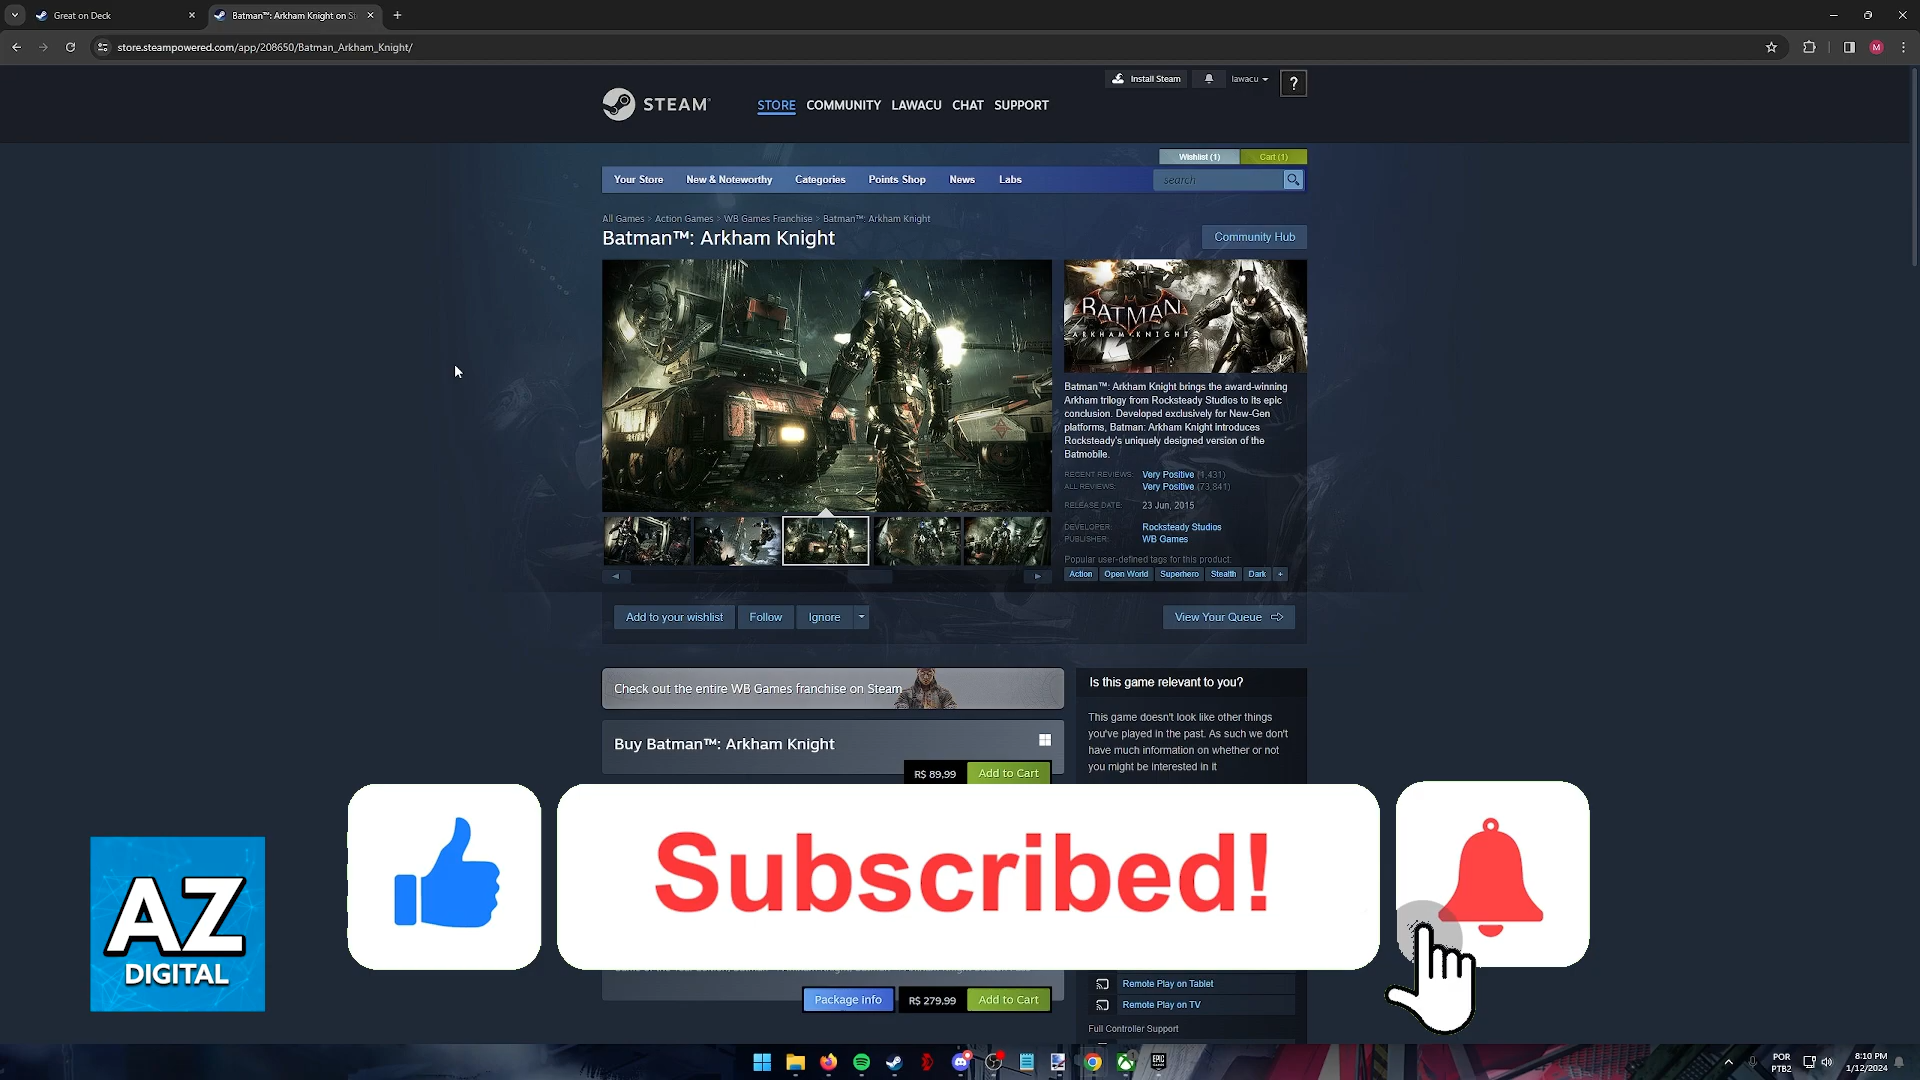 Great on Deck
Batman™: Arkham Knight on St
store.steampowered.com/app/208650/Batman_Arkham_Knight/
M
Install Steam
lawacu
?
STEAM
STORE COMMUNITY LAWACU CHAT SUPPORT
Wishlist (1)
Cart (1)
Your Store
New & Noteworthy
Categories
Points Shop
News
Labs
search
All Games > Action Games > WB Games Franchise > Batman™: Arkham Knight
Batman™: Arkham Knight
Community Hub
BATMAN
ARKHAM KNIGHT
Batman™: Arkham Knight brings the award-winning
Arkham trilogy from Rocksteady Studios to its epic
conclusion. Developed exclusively for New-Gen
platforms, Batman: Arkham Knight introduces
Rocksteady's uniquely designed version of the
Batmobile.
RECENT REVIEWS: Very Positive (1,431)
ALL REVIEWS: Very Positive (73,841)
RELEASE DATE: 23 Jun, 2015
DEVELOPER: Rocksteady Studios
PUBLISHER: WB Games
Popular user-defined tags for this product:
Action Open World Superhero Stealth Dark +
Add to your wishlist
Follow
Ignore
View Your Queue
Check out the entire WB Games franchise on Steam
Is this game relevant to you?
This game doesn't look like other things
you've played in the past. As such we don't
have much information on whether or not
you might be interested in it
Buy Batman™: Arkham Knight
R$ 89,99
Add to Cart
Subscribed!
AZ
DIGITAL
Package info
R$ 279,99
Add to Cart
Remote Play on Tablet
Remote Play on TV
Full Controller Support
EPIC
POR
PTB2
8:10 PM
1/12/2024